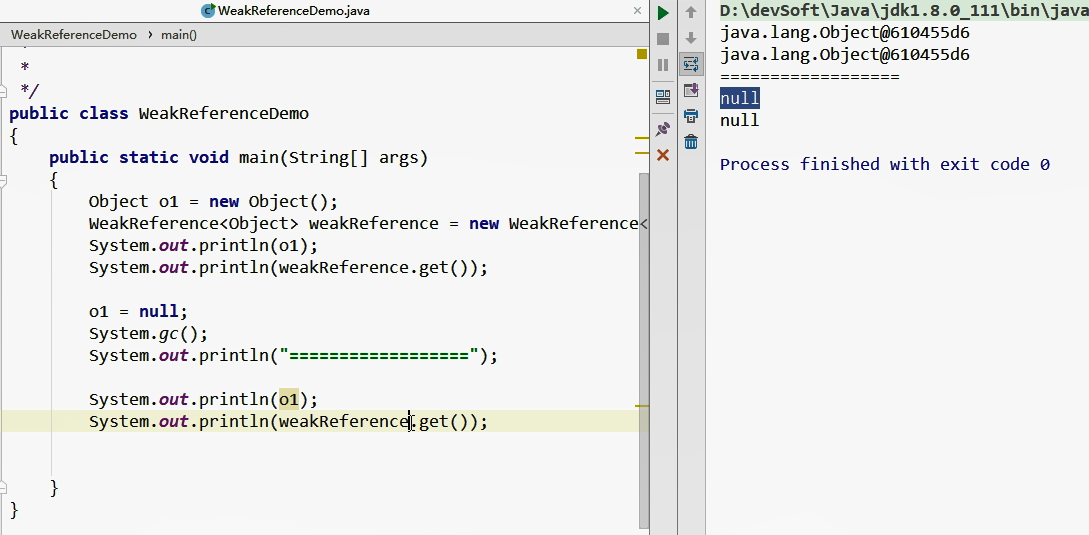 WeakReferenceDemo.java
WeakReferenceDemo › main()
*
*/
public class WeakReferenceDemo
{
public static void main(String[] args)
{
Object o1 = new Object();
WeakReference<Object> weakReference = new WeakReference<
System.out.println(o1);
System.out.println(weakReference.get());
o1 = null;
System.gc();
System.out.println("==================");
System.out.println(o1);
System.out.println(weakReference.get());
}
}
D:\devSoft\Java\jdk1.8.0_111\bin\java
java.lang.Object@610455d6
java.lang.Object@610455d6
==================
null
null
Process finished with exit code 0